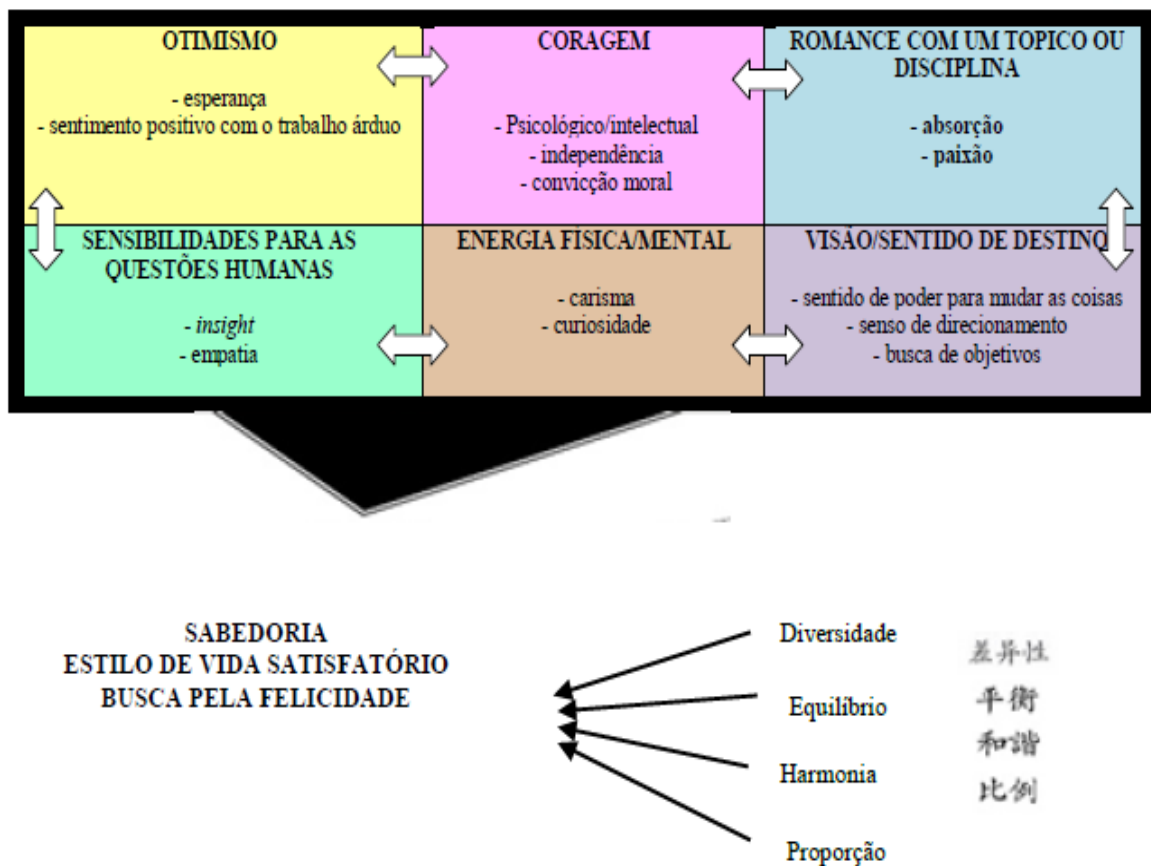 OTIMISMO
- esperança
- sentimento positivo com o trabalho árduo
CORAGEM
- Psicológico/intelectual
- independência
- convicção moral
ROMANCE COM UM TOPICO OU
DISCIPLINA
- absorção
- paixão
SENSIBILIDADES PARA AS
QUESTÕES HUMANAS
- insight
- empatia
ENERGIA FÍSICA/MENTAL
- carisma
- curiosidade
VISÃO/SENTIDO DE DESTINO
- sentido de poder para mudar as coisas
- senso de direcionamento
- busca de objetivos
SABEDORIA
ESTILO DE VIDA SATISFATÓRIO
BUSCA PELA FELICIDADE
Diversidade
Equilíbrio
Harmonia
Proporção
差异性
平衡
和諧
比例